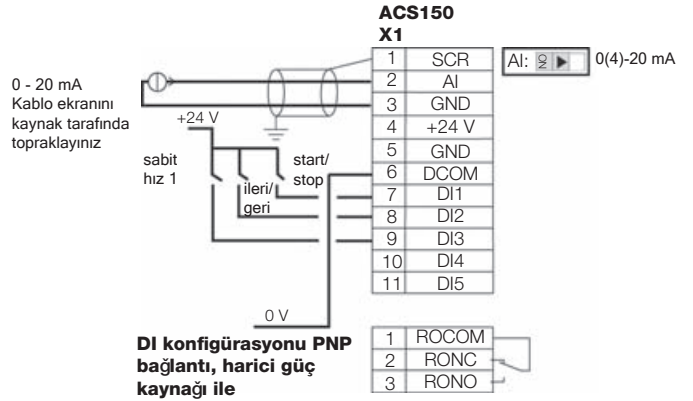 ACS150
X1
1 SCR
2 AI
3 GND
4 +24 V
5 GND
6 DCOM
7 DI1
8 DI2
9 DI3
10 DI4
11 DI5
AI: ON 0(4)-20 mA
0 - 20 mA
Kablo ekranını
kaynak tarafında
topraklayınız
+24 V
sabit
hız 1
ileri/
geri
start/
stop
0 V
DI konfigürasyonu PNP
bağlantı, harici güç
kaynağı ile
1 ROCOM
2 RONC
3 RONO